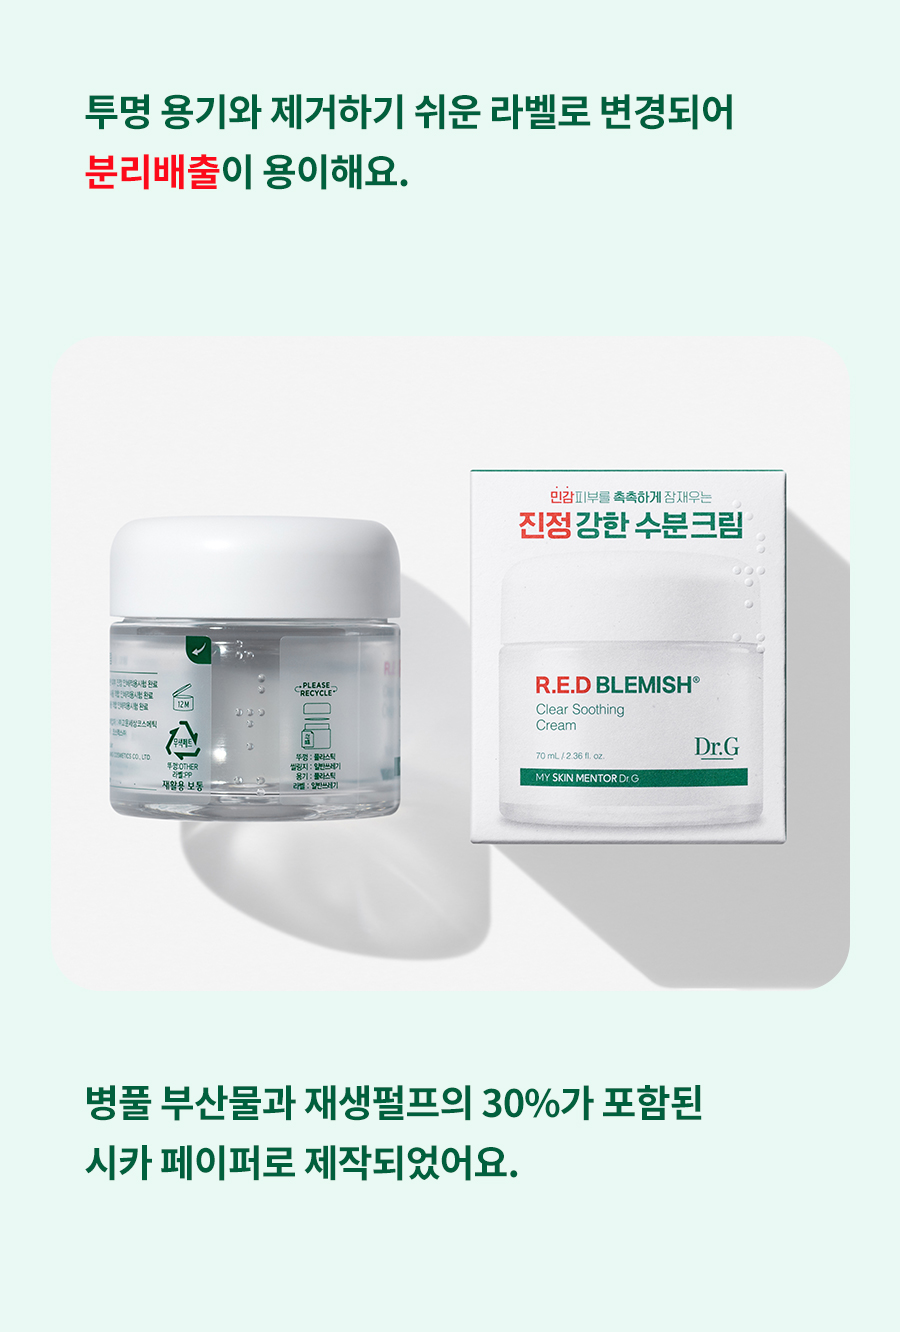 투명 용기와 제거하기 쉬운 라벨로 변경되어
분리배출이 용이해요.
민감피부를 촉촉하게 잠재우는
진정 강한 수분크림
R.E.D BLEMISH®
Clear Soothing
Cream
70 mL / 2.36 fl. oz.
Dr.G
MY SKIN MENTOR Dr.G
12M
무색페트
뚜껑:OTHER
라벨:PP
재활용 보통
PLEASE
RECYCLE
뚜껑 : 플라스틱
씰링지 : 일반쓰레기
용기 : 플라스틱
라벨 : 일반쓰레기
병풀 부산물과 재생펄프의 30%가 포함된
시카 페이퍼로 제작되었어요.